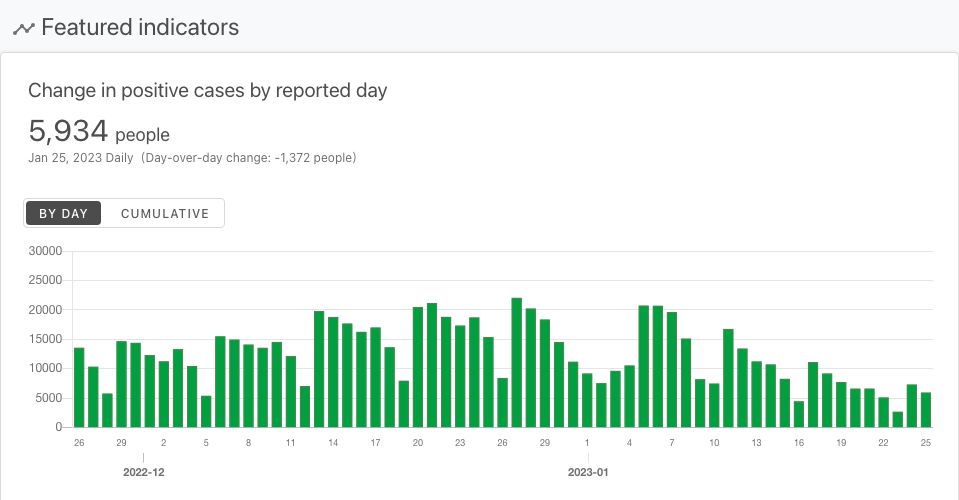 Featured indicators
Change in positive cases by reported day
5,934 people
Jan 25, 2023 Daily (Day-over-day change: -1,372 people)
BY DAY CUMULATIVE
30000
25000
20000
15000
10000
5000
0
26 29 2 5 8 11 14 17 20 23 26 29 1 4 7 10 13 16 19 22 25
2022-12 2023-01